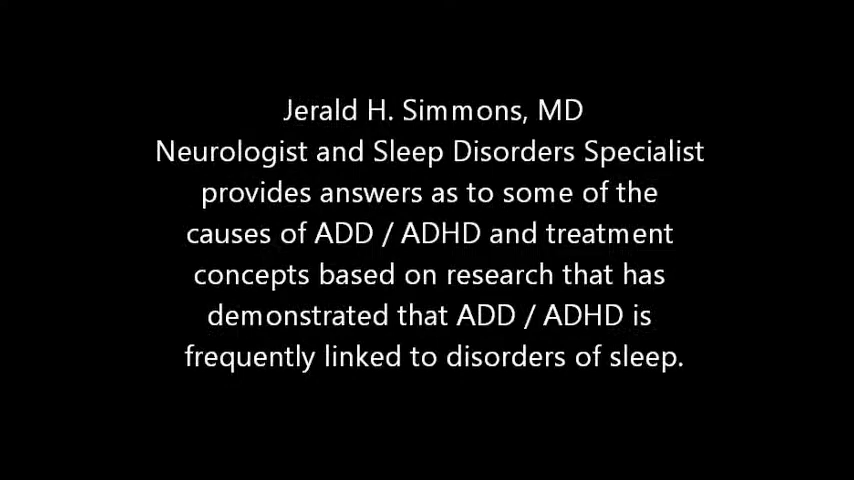 Jerald H. Simmons, MD
Neurologist and Sleep Disorders Specialist
provides answers as to some of the
causes of ADD / ADHD and treatment
concepts based on research that has
demonstrated that ADD / ADHD is
frequently linked to disorders of sleep.